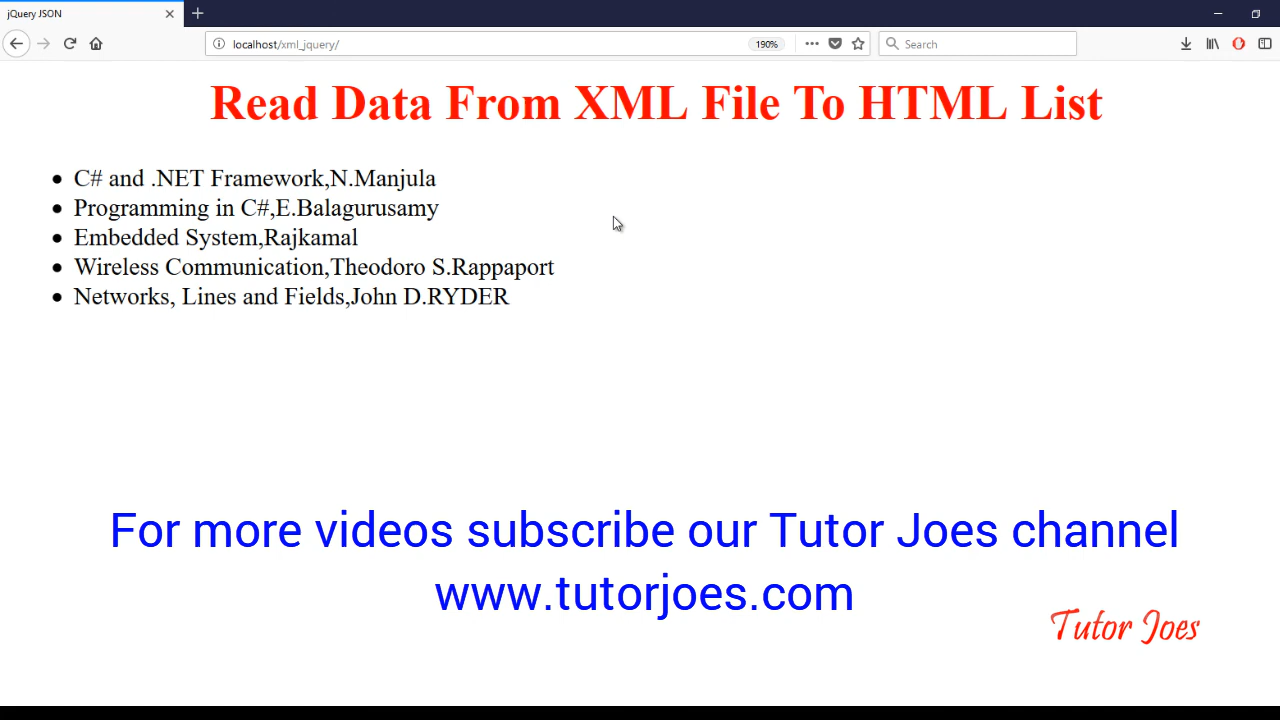 jQuery JSON
localhost/xml_jquery/
190%
Search
Read Data From XML File To HTML List
C# and .NET Framework,N.Manjula
Programming in C#,E.Balagurusamy
Embedded System,Rajkamal
Wireless Communication,Theodoro S.Rappaport
Networks, Lines and Fields,John D.RYDER
For more videos subscribe our Tutor Joes channel
www.tutorjoes.com
Tutor Joes